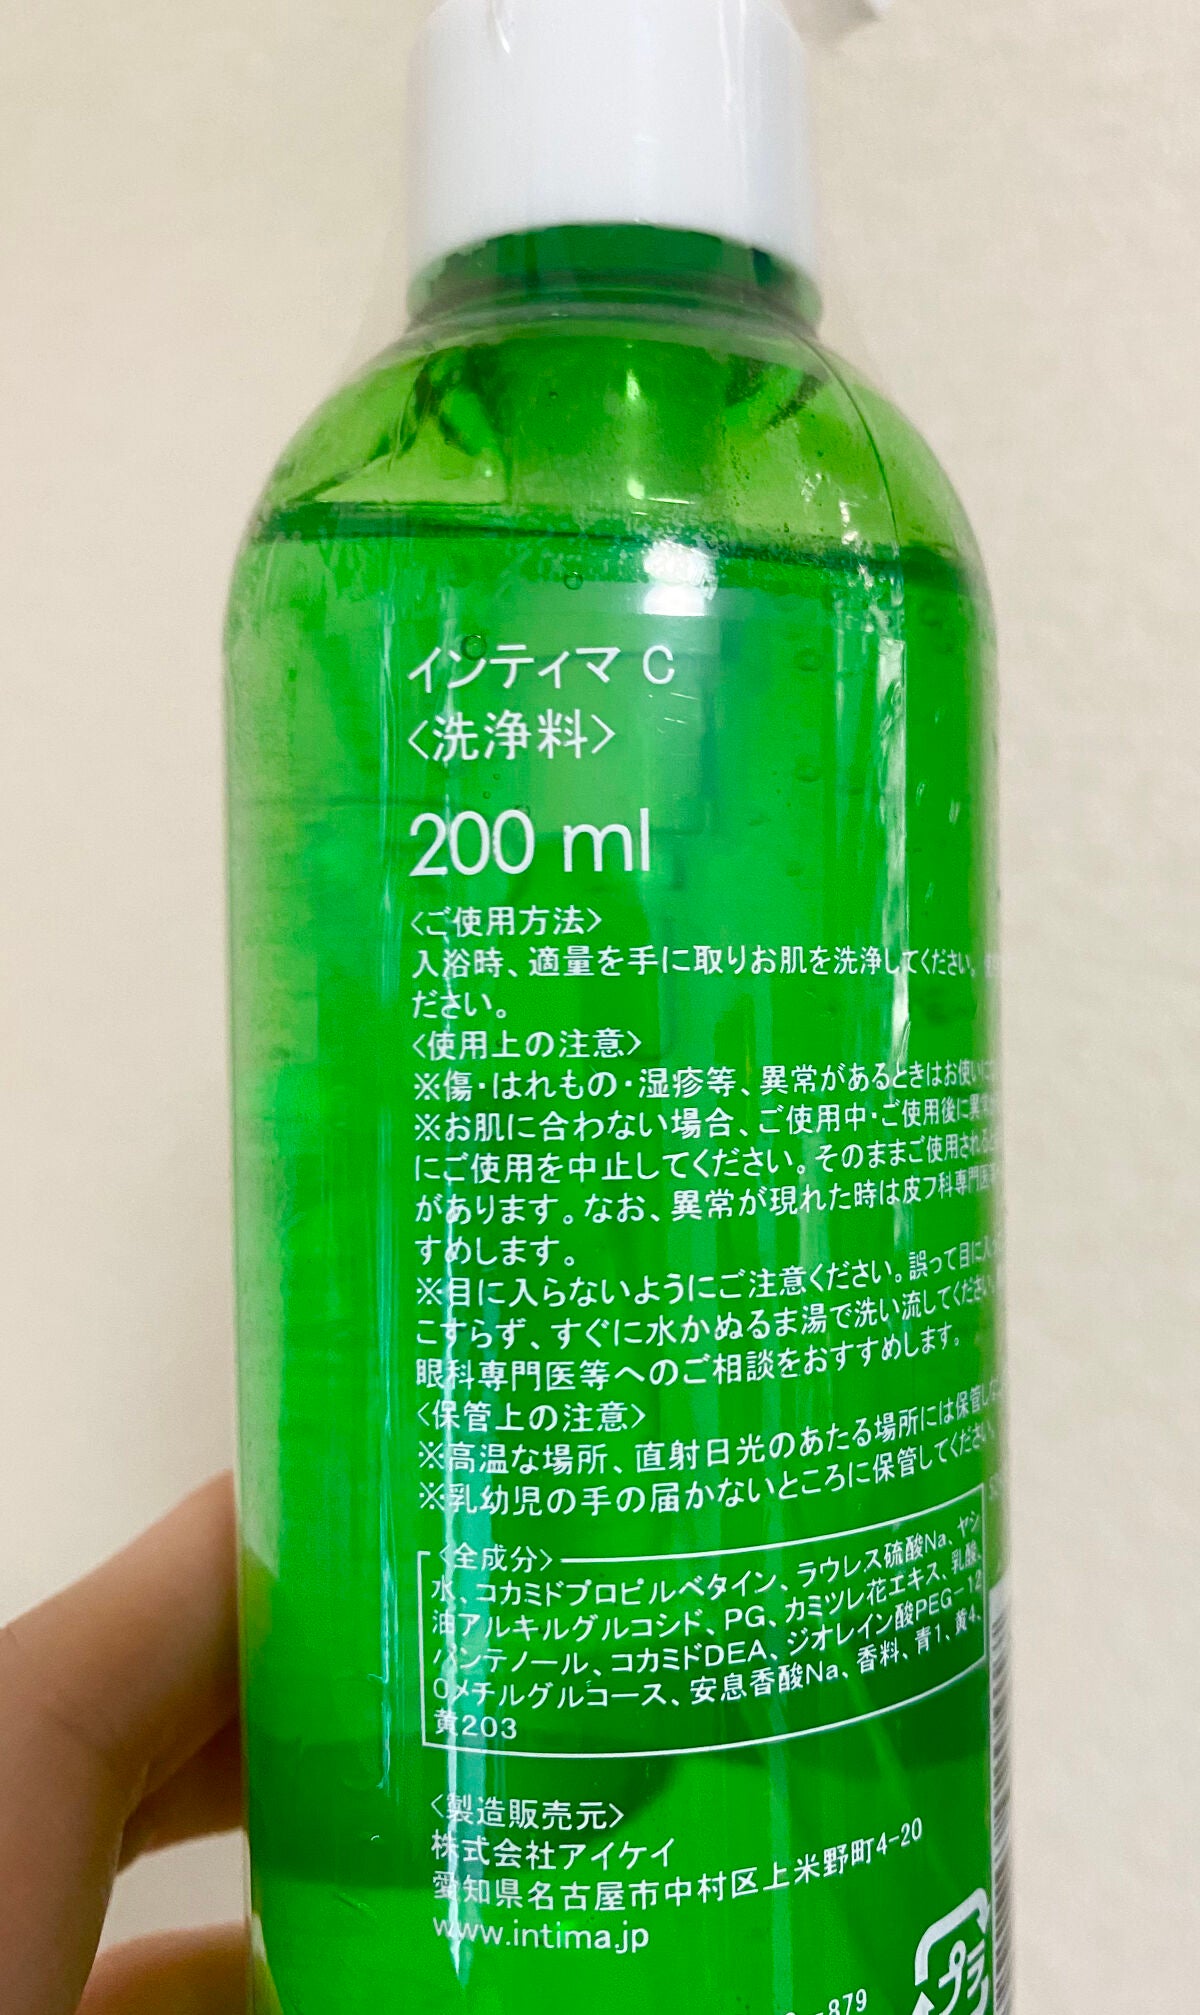 インティマ C
〈洗浄料〉
200 ml
〈ご使用方法〉
入浴時、適量を手に取りお肌を洗浄してください。
ださい。
〈使用上の注意〉
※傷・はれもの・湿疹等、異常があるときはお使いにな
※お肌に合わない場合、ご使用中・ご使用後に異常
にご使用を中止してください。そのままご使用されると
があります。なお、異常が現れた時は皮フ科専門医等
すめします。
※目に入らないようにご注意ください。誤って目に入っ
こすらず、すぐに水かぬるま湯で洗い流してください。
眼科専門医等へのご相談をおすすめします。
〈保管上の注意〉
※高温な場所、直射日光のあたる場所には保管しな
※乳幼児の手の届かないところに保管してください。
〈全成分〉
水、コカミドプロピルベタイン、ラウレス硫酸Na、ヤシ
油アルキルグルコシド、PG、カミツレ花エキス、乳酸、
パンテノール、コカミドDEA、ジオレイン酸PEG-12
0メチルグルコース、安息香酸Na、香料、青1、黄4、
黄203
〈製造販売元〉
株式会社アイケイ
愛知県名古屋市中村区上米野町4-20
www.intima.jp
-879
プラ